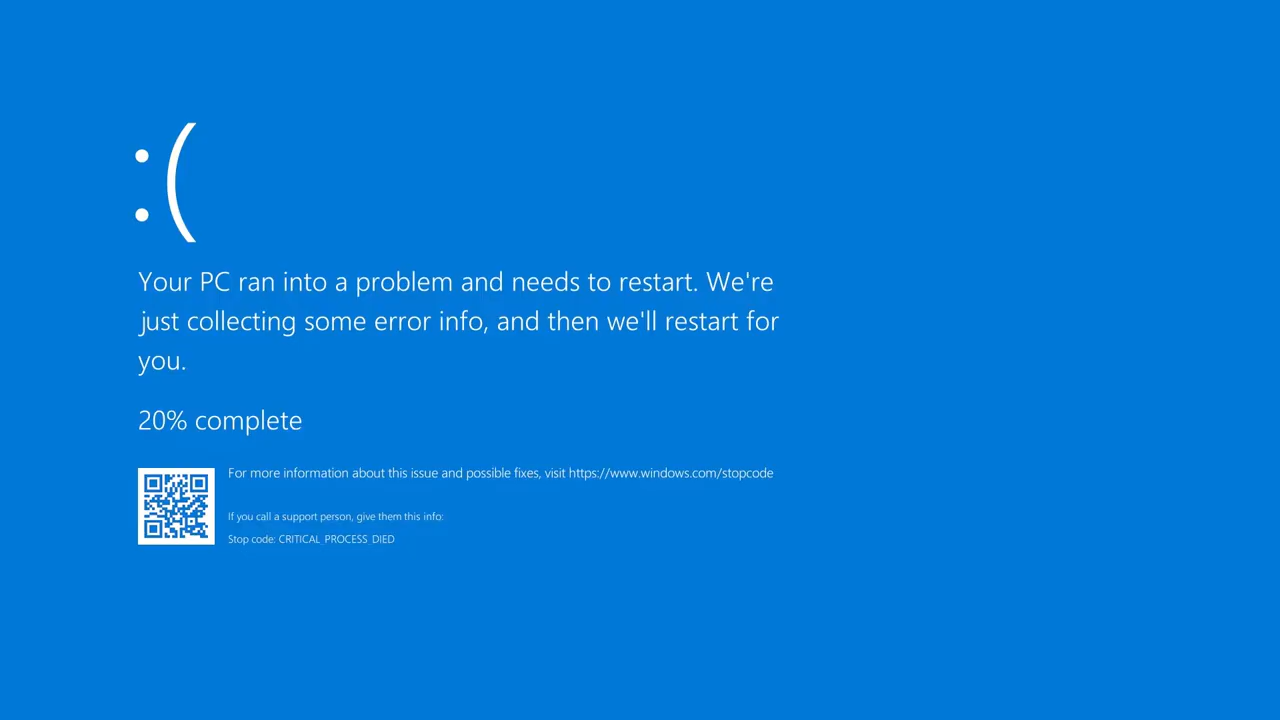 :(
Your PC ran into a problem and needs to restart. We're
just collecting some error info, and then we'll restart for
you.
20% complete
For more information about this issue and possible fixes, visit https://www.windows.com/stopcode
If you call a support person, give them this info:
Stop code: CRITICAL_PROCESS_DIED